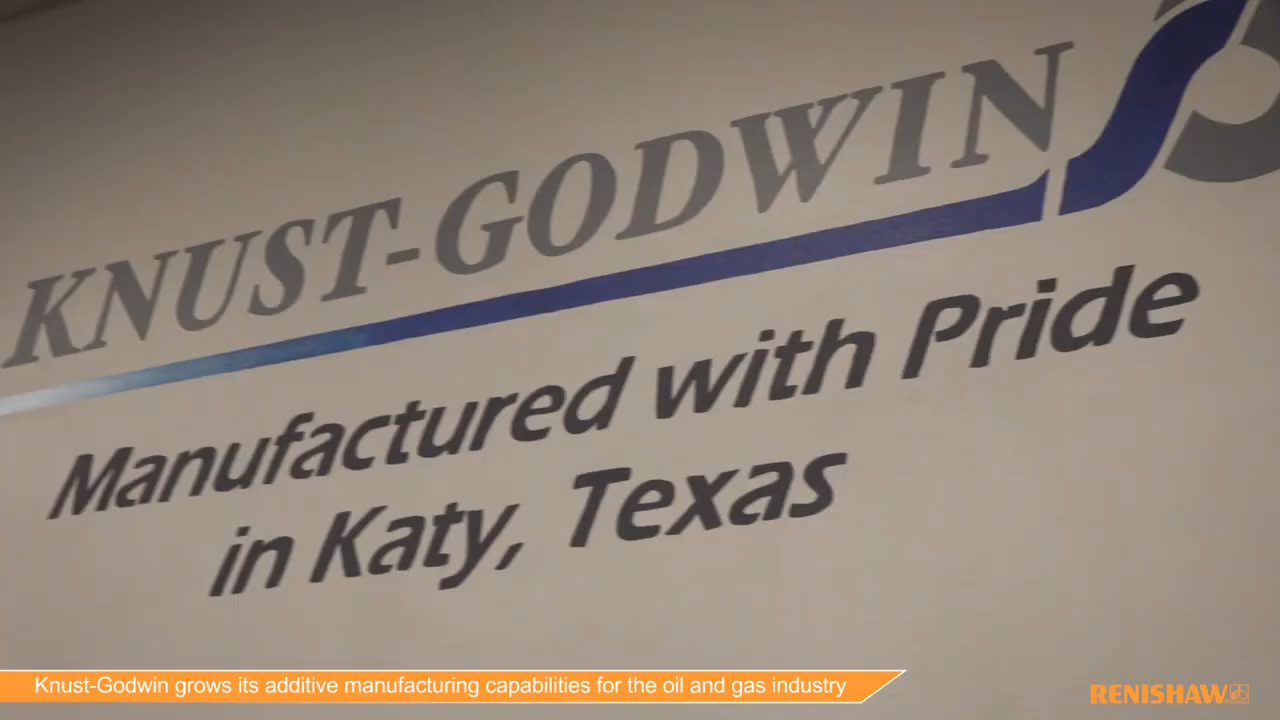 KNUST-GODWIN
Manufactured with Pride
in Katy, Texas
Knust-Godwin grows its additive manufacturing capabilities for the oil and gas industry
RENISHAW